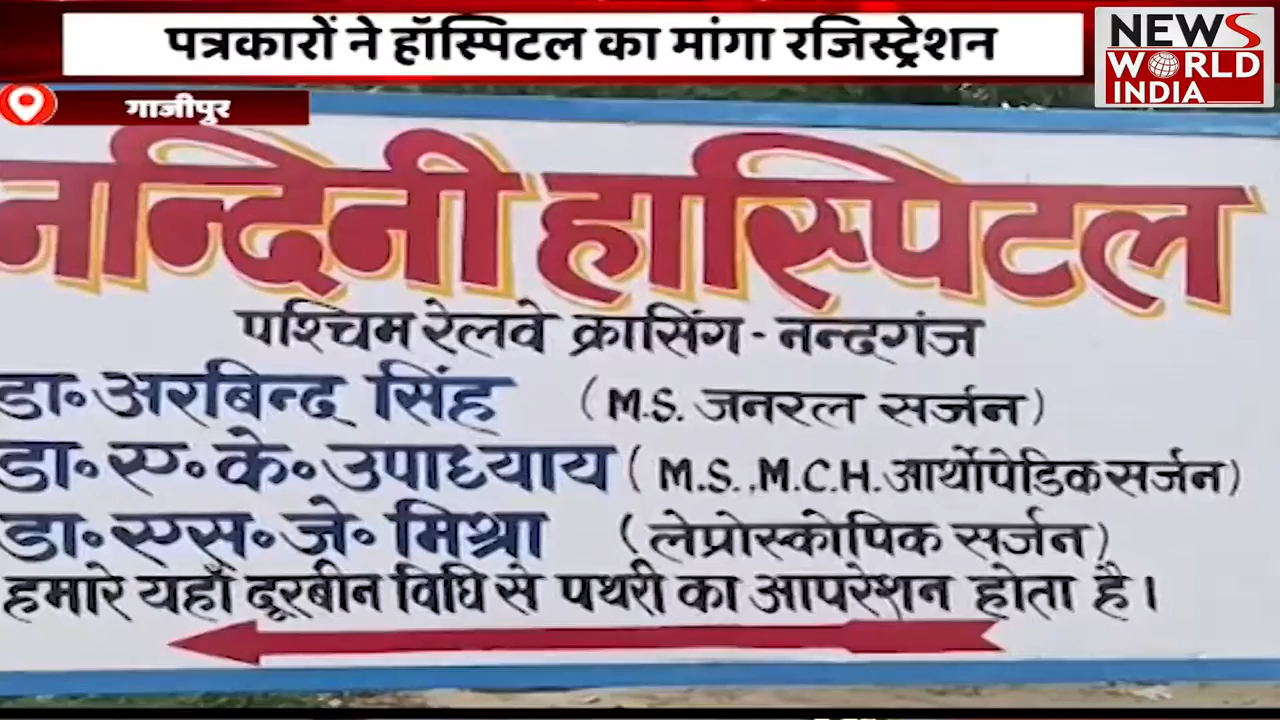 पत्रकारों ने हॉस्पिटल का मांगा रजिस्ट्रेशन
NEWS
WORLD
INDIA
गाजीपुर
नन्दिनी हास्पिटल
पश्चिम रेलवे क्रासिंग - नन्दगंज
डा॰ अरबिन्द सिंह (M.S. जनरल सर्जन)
डा॰ ए॰ के॰ उपाध्याय (M.S., M.C.H. आर्थोपेडिक सर्जन)
डा॰ एस॰ जे॰ मिश्रा (लेप्रोस्कोपिक सर्जन)
हमारे यहाँ दूरबीन विधि से पथरी का आपरेशन होता है।